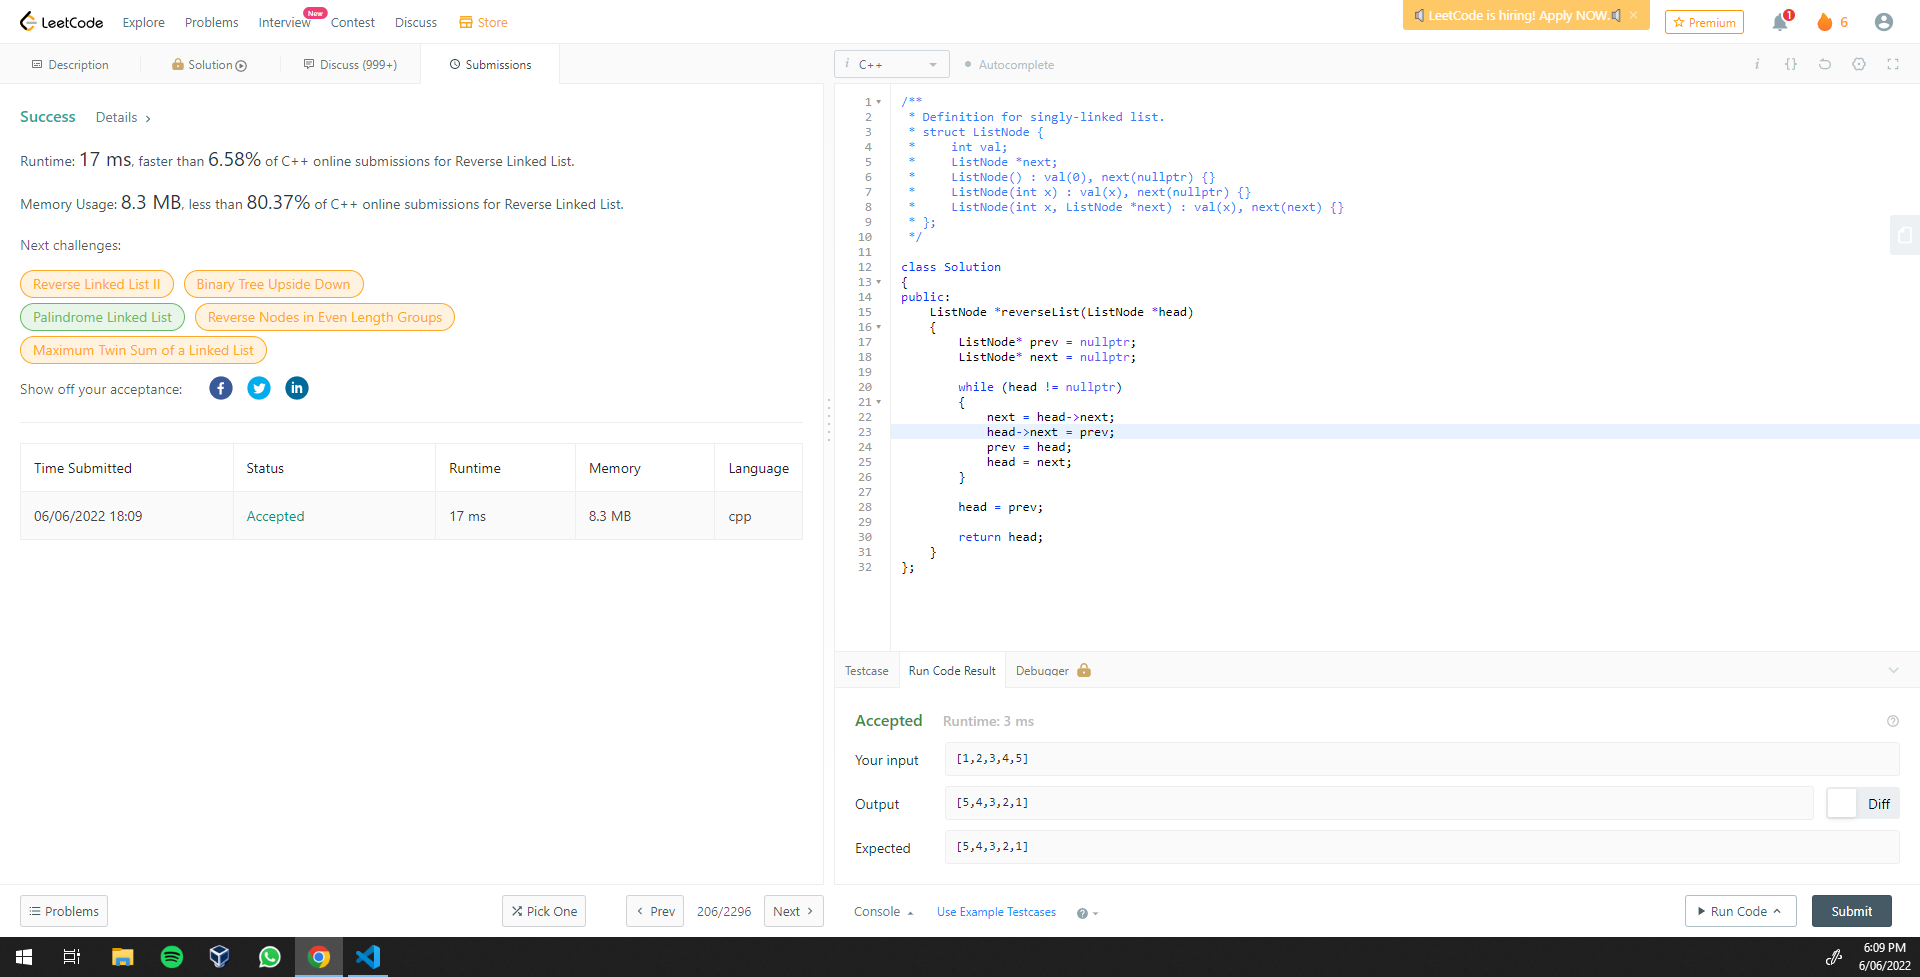 LeetCode Explore Problems Interview New Contest Discuss Store LeetCode is hiring! Apply NOW. × Premium 1 6
Description Solution Discuss (999+) Submissions
i C++ Autocomplete i {}
Success Details >
Runtime: 17 ms, faster than 6.58% of C++ online submissions for Reverse Linked List.
Memory Usage: 8.3 MB, less than 80.37% of C++ online submissions for Reverse Linked List.
Next challenges:
Reverse Linked List II Binary Tree Upside Down
Palindrome Linked List Reverse Nodes in Even Length Groups
Maximum Twin Sum of a Linked List
Show off your acceptance:
Time Submitted Status Runtime Memory Language
06/06/2022 18:09 Accepted 17 ms 8.3 MB cpp
1 /**
2 * Definition for singly-linked list.
3 * struct ListNode {
4 * int val;
5 * ListNode *next;
6 * ListNode() : val(0), next(nullptr) {}
7 * ListNode(int x) : val(x), next(nullptr) {}
8 * ListNode(int x, ListNode *next) : val(x), next(next) {}
9 * };
10 */
11
12 class Solution
13 {
14 public:
15 ListNode *reverseList(ListNode *head)
16 {
17 ListNode* prev = nullptr;
18 ListNode* next = nullptr;
19
20 while (head != nullptr)
21 {
22 next = head->next;
23 head->next = prev;
24 prev = head;
25 head = next;
26 }
27
28 head = prev;
29
30 return head;
31 }
32 };
Testcase Run Code Result Debugger
Accepted Runtime: 3 ms
Your input [1,2,3,4,5]
Output [5,4,3,2,1] Diff
Expected [5,4,3,2,1]
Problems Pick One < Prev 206/2296 Next > Console Use Example Testcases Run Code Submit
6:09 PM
6/06/2022